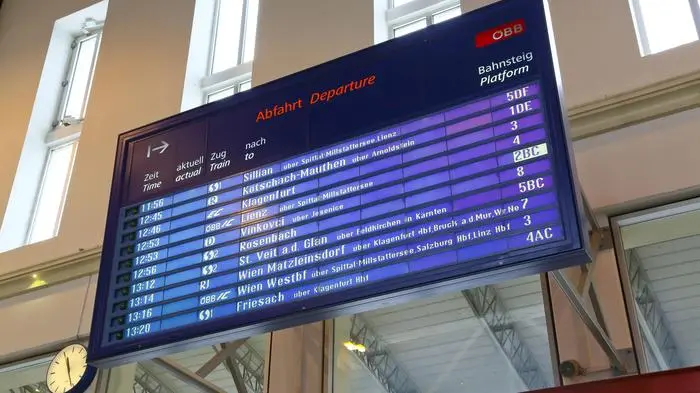 ÖBB
Abfahrt Departure
Zeit aktuell Zug nach Bahnsteig
Time actual Train to Platform
11:56 Sillian über Spittal-Millstättersee, Lienz 5DF
12:45 Kötschach-Mauthen über Arnoldstein 1DE
12:46 Klagenfurt 3
12:53 Lienz über Spittal-Millstättersee 4
12:53 Vinkovci über Jesenice 2BC
12:56 S2 Rosenbach 8
13:12 S2 St. Veit a.d. Glan über Feldkirchen in Kärnten 5BC
13:14 RJ Wien Matzleinsdorf über Klagenfurt Hbf, Bruck a.d. Mur, Wr. Ne 7
13:16 ÖBB IC Wien Westbf über Spittal-Millstättersee, Salzburg Hbf, Linz Hbf 3
13:20 S1 Friesach über Klagenfurt Hbf 4AC